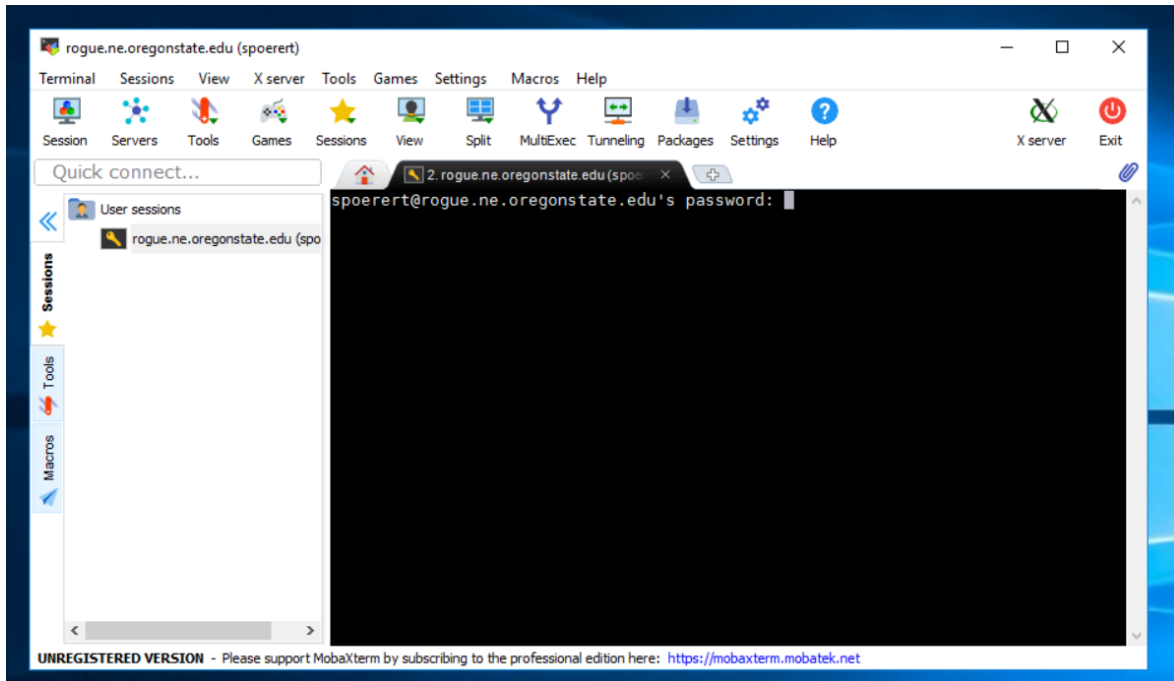 rogue.ne.oregonstate.edu (spoerert)
Terminal Sessions View X server Tools Games Settings Macros Help
Session Servers Tools Games Sessions View Split MultiExec Tunneling Packages Settings Help X server Exit
Quick connect...
2. rogue.ne.oregonstate.edu (spoer
spoerert@rogue.ne.oregonstate.edu's password:
User sessions
rogue.ne.oregonstate.edu (spo
Sessions
Tools
Macros
UNREGISTERED VERSION - Please support MobaXterm by subscribing to the professional edition here: https://mobaxterm.mobatek.net